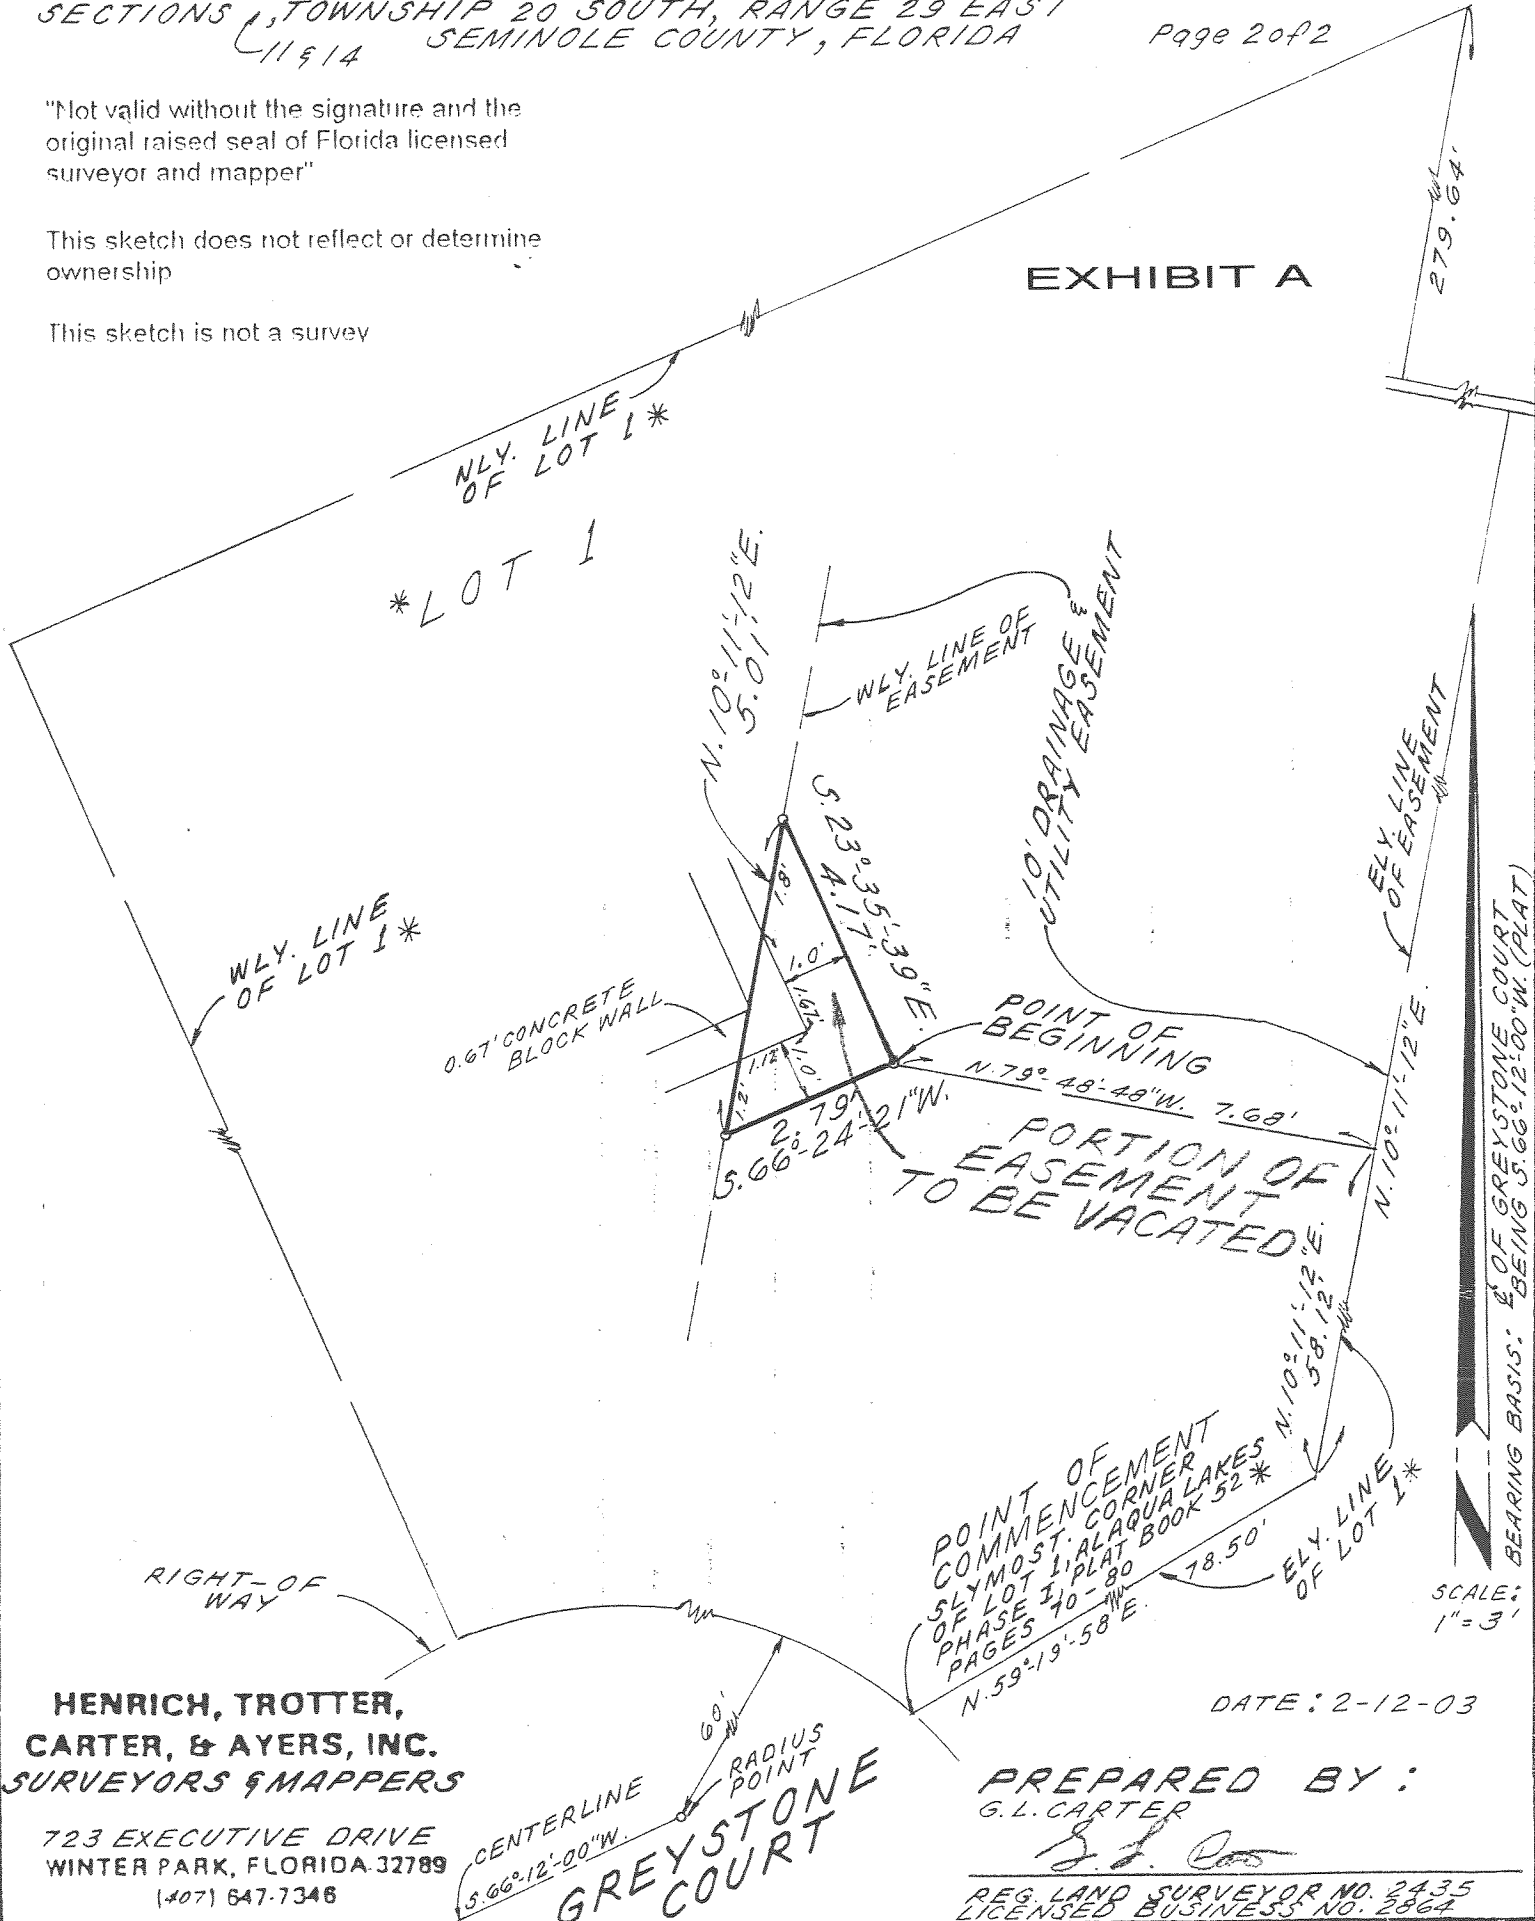 SECTIONS , TOWNSHIP 20 SOUTH, RANGE 29 EAST
11 & 14
SEMINOLE COUNTY, FLORIDA
Page 2 of 2
"Not valid without the signature and the
original raised seal of Florida licensed
surveyor and mapper"
This sketch does not reflect or determine
ownership
This sketch is not a survey
EXHIBIT A
279.64'
NLY. LINE
OF LOT 1*
*LOT 1
N.10°-11'-12"E.
5.01'
WLY. LINE OF
EASEMENT
10' DRAINAGE &
UTILITY EASEMENT
ELY. LINE
OF EASEMENT
S.23°-35'-39"E.
4.17'
1.8'
1.0'
1.67'
1.12'
1.0'
1.2'
WLY. LINE
OF LOT 1*
0.67' CONCRETE
BLOCK WALL
POINT OF
BEGINNING
N.79°-48'-48"W. 7.68'
2.79'
S.66°-24'-21"W.
PORTION OF
EASEMENT
TO BE VACATED
N.10°-11'-12"E.
N.10°-11'-12"E.
58.12'
BEARING BASIS: ℄ OF GREYSTONE COURT
BEING S.66°-12'-00"W. (PLAT)
N
SCALE:
1"=3'
POINT OF
COMMENCEMENT
SLYMOST. CORNER
OF LOT 1, ALAQUA LAKES
PHASE 1, PLAT BOOK 52*
PAGES 70-80
N.59°-19'-58"E.
78.50'
ELY. LINE
OF LOT 1*
RIGHT-OF
WAY
60'
RADIUS
POINT
CENTERLINE
S.66°-12'-00"W.
GREYSTONE
COURT
HENRICH, TROTTER,
CARTER, & AYERS, INC.
SURVEYORS & MAPPERS
723 EXECUTIVE DRIVE
WINTER PARK, FLORIDA 32789
(407) 647-7346
DATE: 2-12-03
PREPARED BY:
G.L. CARTER
REG. LAND SURVEYOR NO. 2435
LICENSED BUSINESS NO. 2864